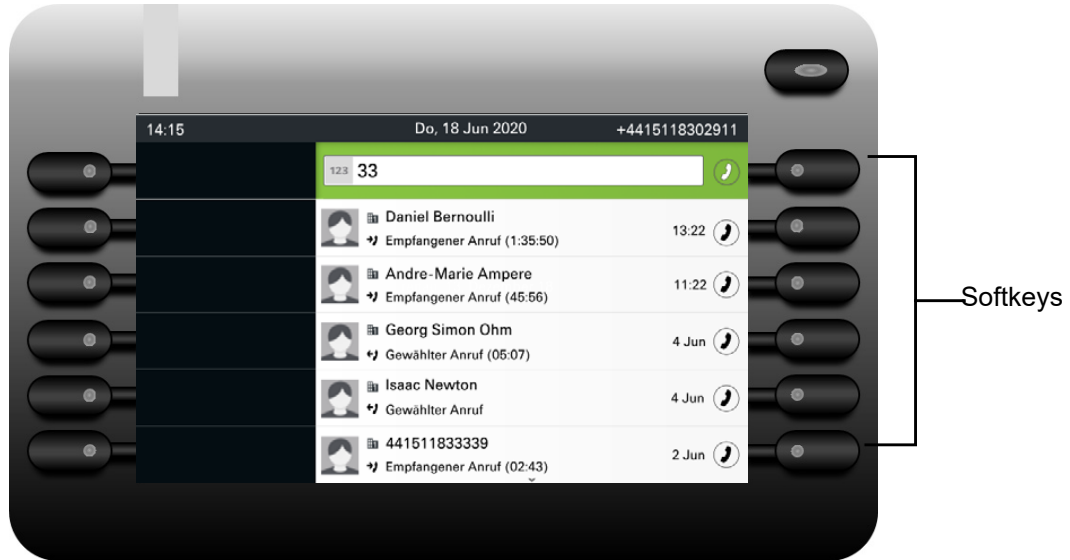 14:15 Do, 18 Jun 2020 +4415118302911
123 33
Daniel Bernoulli
Empfangener Anruf (1:35:50) 13:22
Andre-Marie Ampere
Empfangener Anruf (45:56) 11:22
Georg Simon Ohm
Gewählter Anruf (05:07) 4 Jun
Isaac Newton
Gewählter Anruf 4 Jun
441511833339
Empfangener Anruf (02:43) 2 Jun
Softkeys